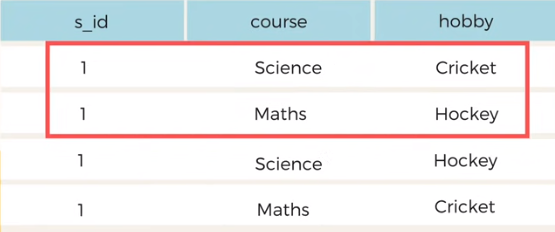 s_id course hobby
1 Science Cricket
1 Maths Hockey
1 Science Hockey
1 Maths Cricket